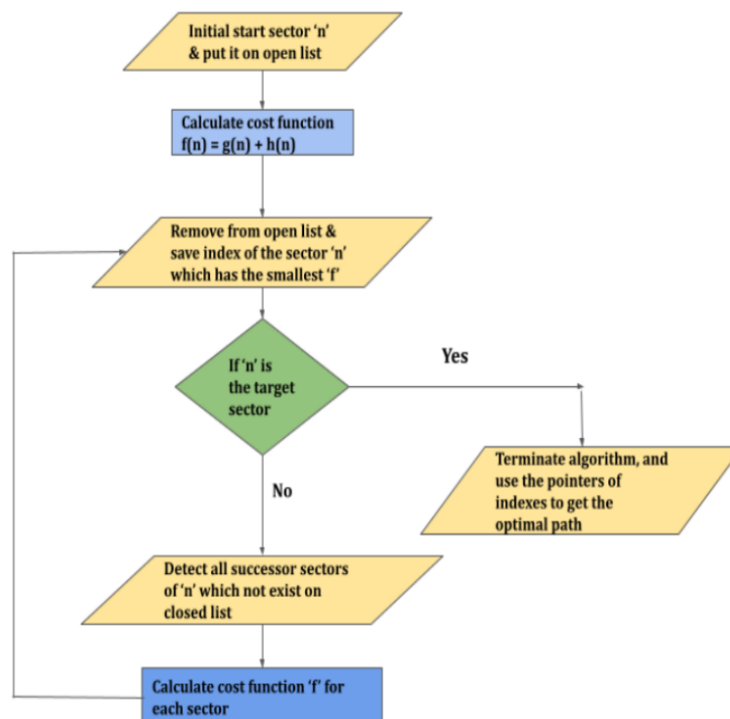 Initial start sector ‘n’
& put it on open list
Calculate cost function
f(n) = g(n) + h(n)
Remove from open list &
save index of the sector ‘n’
which has the smallest ‘f’
If ‘n’ is
the target
sector
Yes
Terminate algorithm, and
use the pointers of
indexes to get the
optimal path
No
Detect all successor sectors
of ‘n’ which not exist on
closed list
Calculate cost function ‘f’ for
each sector